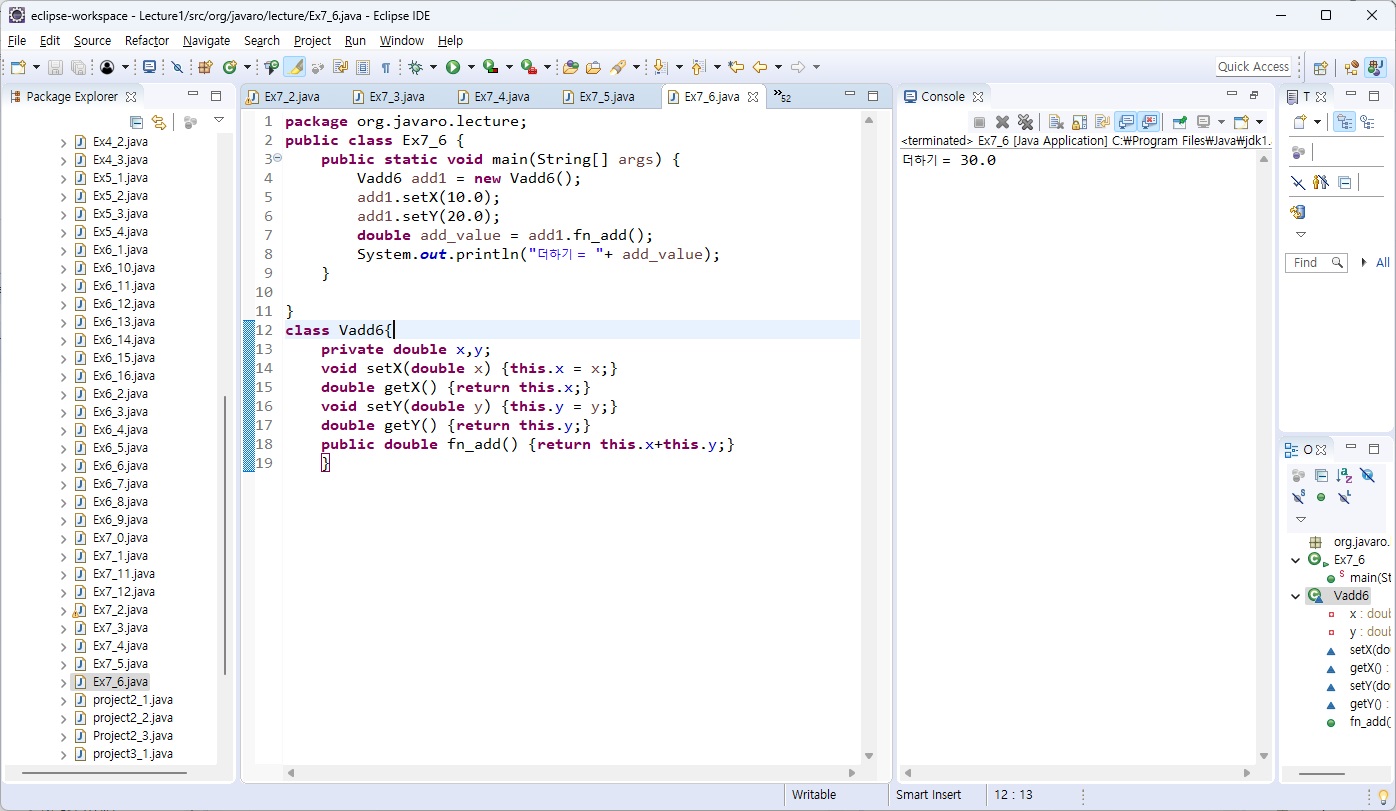 eclipse-workspace - Lecture1/src/org/javaro/lecture/Ex7_6.java - Eclipse IDE
File Edit Source Refactor Navigate Search Project Run Window Help
Quick Access
Package Explorer
Ex4_2.java
Ex4_3.java
Ex5_1.java
Ex5_2.java
Ex5_3.java
Ex5_4.java
Ex6_1.java
Ex6_10.java
Ex6_11.java
Ex6_12.java
Ex6_13.java
Ex6_14.java
Ex6_15.java
Ex6_16.java
Ex6_2.java
Ex6_3.java
Ex6_4.java
Ex6_5.java
Ex6_6.java
Ex6_7.java
Ex6_8.java
Ex6_9.java
Ex7_0.java
Ex7_1.java
Ex7_11.java
Ex7_12.java
Ex7_2.java
Ex7_3.java
Ex7_4.java
Ex7_5.java
Ex7_6.java
project2_1.java
project2_2.java
Project2_3.java
project3_1.java
Ex7_2.java Ex7_3.java Ex7_4.java Ex7_5.java Ex7_6.java »52
1 package org.javaro.lecture;
2 public class Ex7_6 {
3 public static void main(String[] args) {
4 Vadd6 add1 = new Vadd6();
5 add1.setX(10.0);
6 add1.setY(20.0);
7 double add_value = add1.fn_add();
8 System.out.println("더하기 = "+ add_value);
9 }
10
11 }
12 class Vadd6{
13 private double x,y;
14 void setX(double x) {this.x = x;}
15 double getX() {return this.x;}
16 void setY(double y) {this.y = y;}
17 double getY() {return this.y;}
18 public double fn_add() {return this.x+this.y;}
19 }
Console
<terminated> Ex7_6 [Java Application] C:₩Program Files₩Java₩jdk1.
더하기 = 30.0
T
Find All
O
org.javaro.
Ex7_6
main(St
Vadd6
x : doul
y : doul
setX(do
getX() :
setY(do
getY() :
fn_add(
Writable Smart Insert 12 : 13